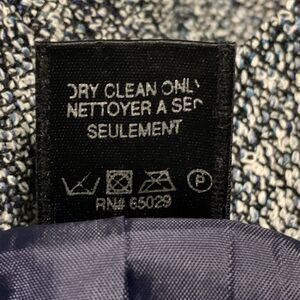 DRY CLEAN ONLY
NETTOYER A SEC
SEULEMENT
P
RN# 65029